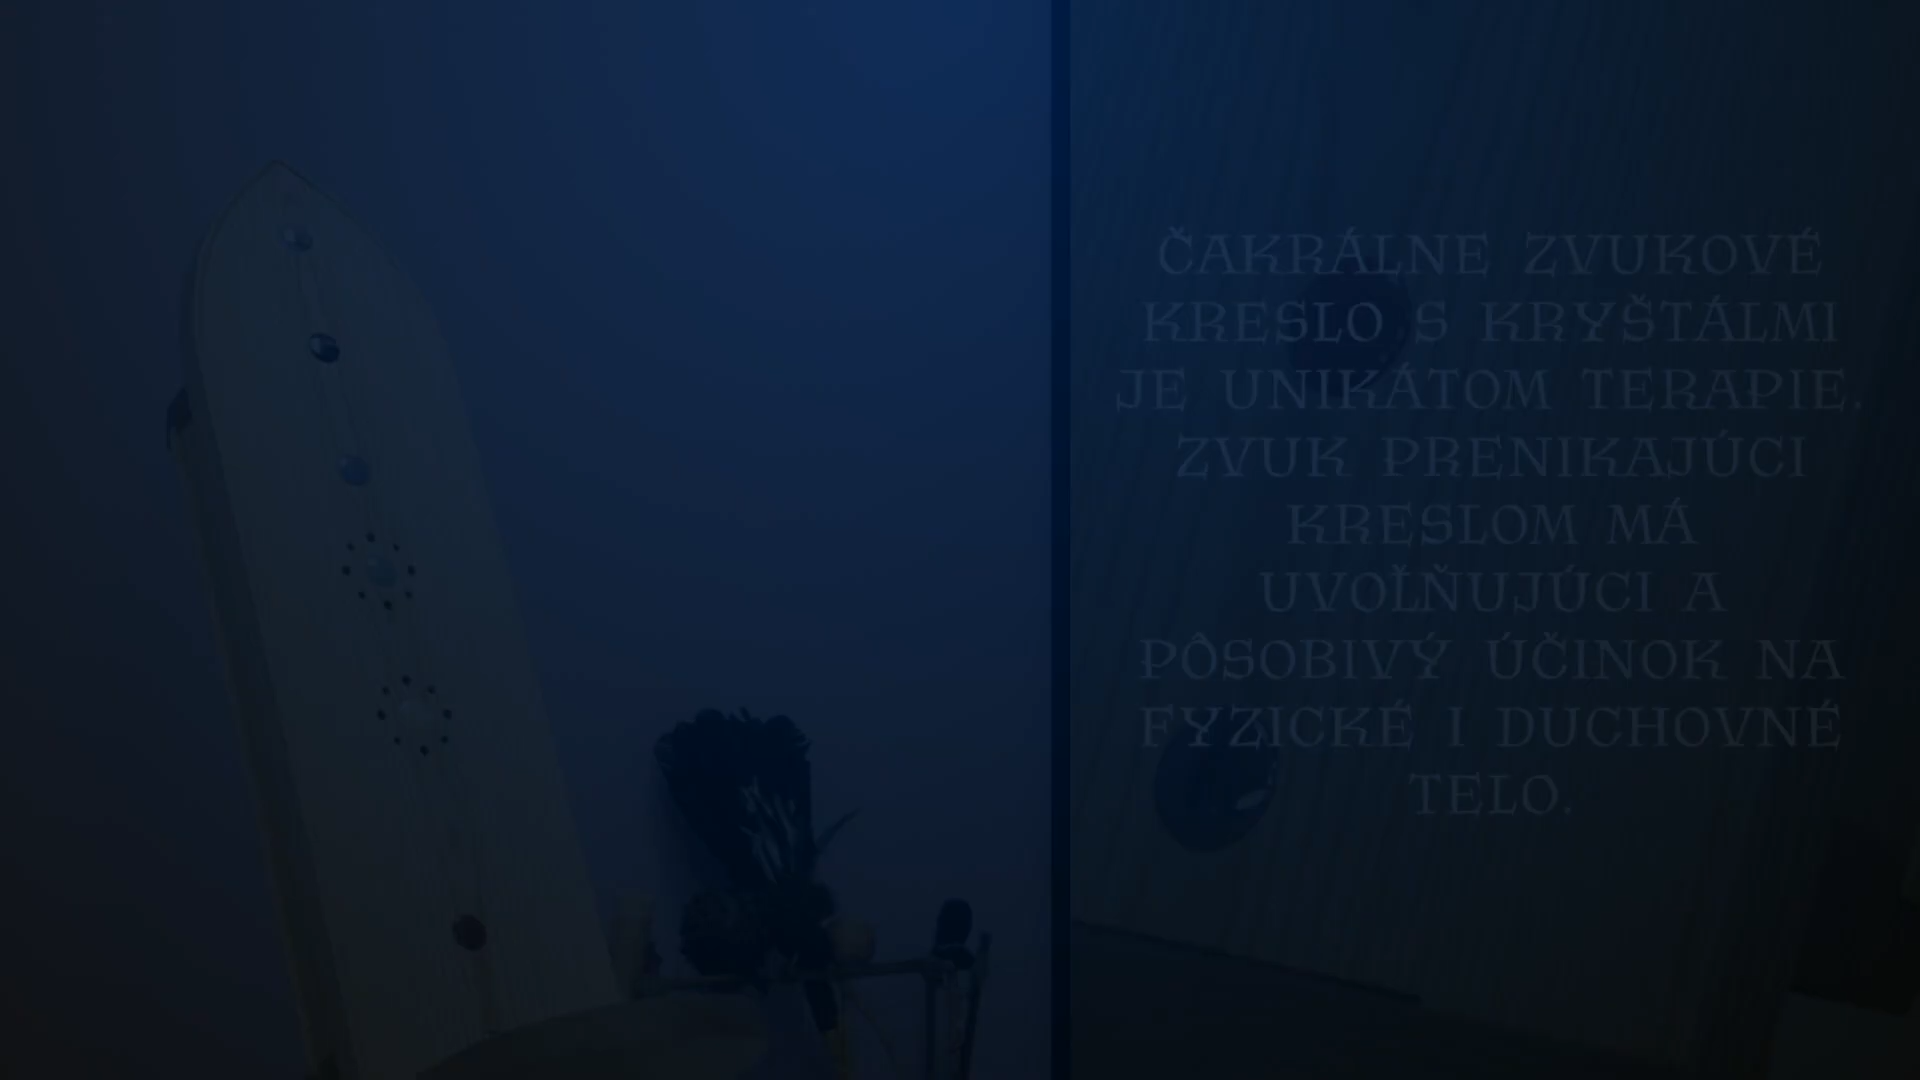 ČAKRÁLNE ZVUKOVÉ
KRESLO S KRYŠTÁLMI
JE UNIKÁTOM TERAPIE.
ZVUK PRENIKAJÚCI
KRESLOM MÁ
UVOĽŇUJÚCI A
PÔSOBIVÝ ÚČINOK NA
FYZICKÉ I DUCHOVNÉ
TELO.